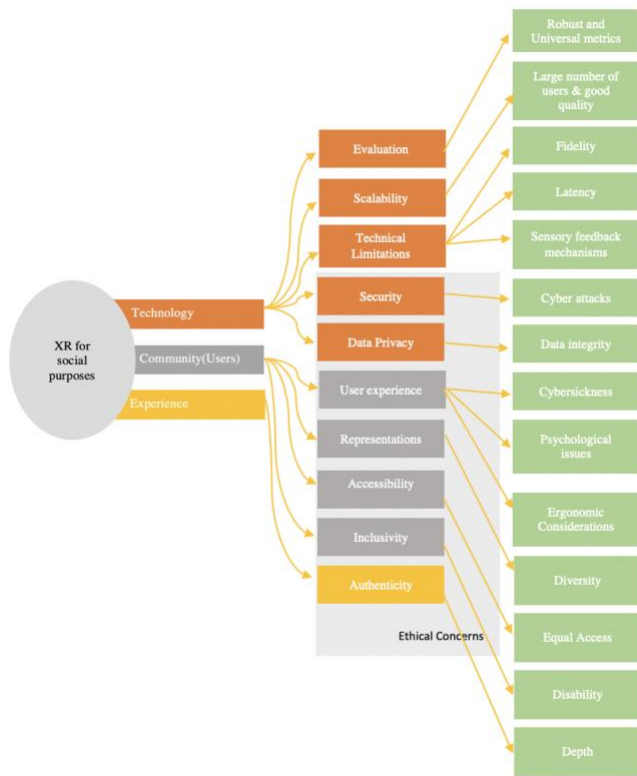 XR for
social
purposes
Technology
Community(Users)
Experience
Evaluation
Scalability
Technical
Limitations
Security
Data Privacy
User experience
Representations
Accessibility
Inclusivity
Authenticity
Ethical Concerns
Robust and
Universal metrics
Large number of
users & good
quality
Fidelity
Latency
Sensory feedback
mechanisms
Cyber attacks
Data integrity
Cybersickness
Psychological
issues
Ergonomic
Considerations
Diversity
Equal Access
Disability
Depth